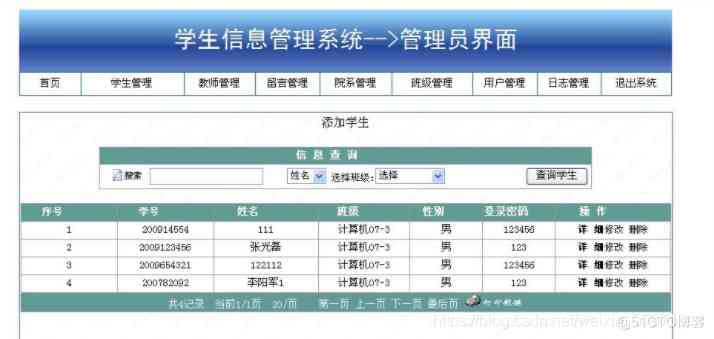 学生信息管理系统-->管理员界面
首页 学生管理 教师管理 留言管理 院系管理 班级管理 用户管理 日志管理 退出系统
添加学生
信 息 查 询
搜索 姓名 选择班级: 选择 查询学生
序号 学号 姓名 班级 性别 登录密码 操 作
1 200914554 111 计算机07-3 男 123456 详 细修改 删除
2 2009123456 张光磊 计算机07-3 男 123 详 细修改 删除
3 2009654321 122112 计算机07-3 男 123456 详 细修改 删除
4 200782092 李阳军1 计算机07-3 男 123 详 细修改 删除
共4记录 当前1/1页 20/页 第一页 上一页 下一页 最后页 打印数据
https://blog.csdn.net/weixin
@51CTO博客